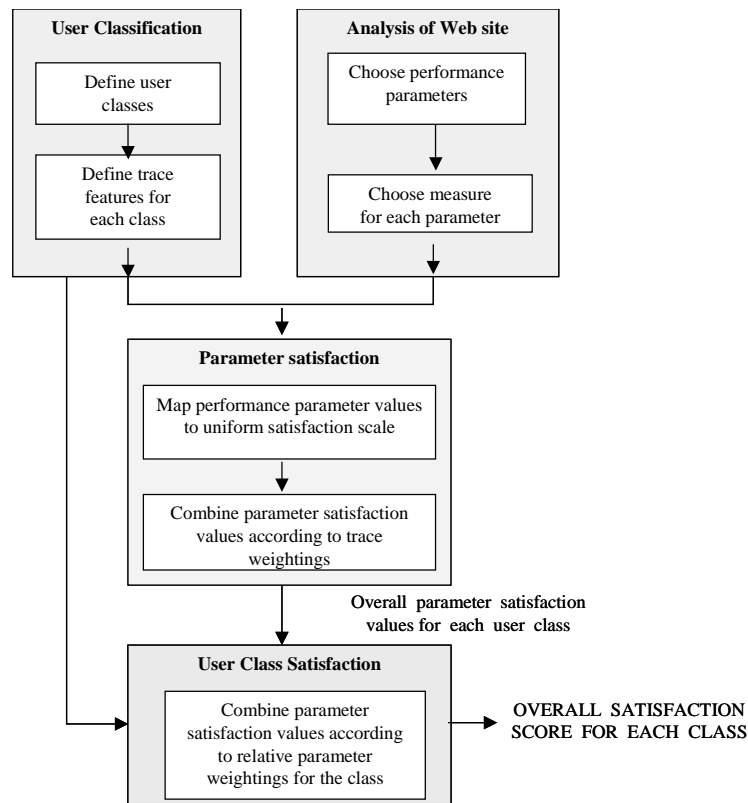 User Classification
Define user
classes
Define trace
features for
each class
Analysis of Web site
Choose performance
parameters
Choose measure
for each parameter
Parameter satisfaction
Map performance parameter values
to uniform satisfaction scale
Combine parameter satisfaction
values according to trace
weightings
Overall parameter satisfaction
values for each user class
User Class Satisfaction
Combine parameter
satisfaction values according
to relative parameter
weightings for the class
OVERALL SATISFACTION
SCORE FOR EACH CLASS